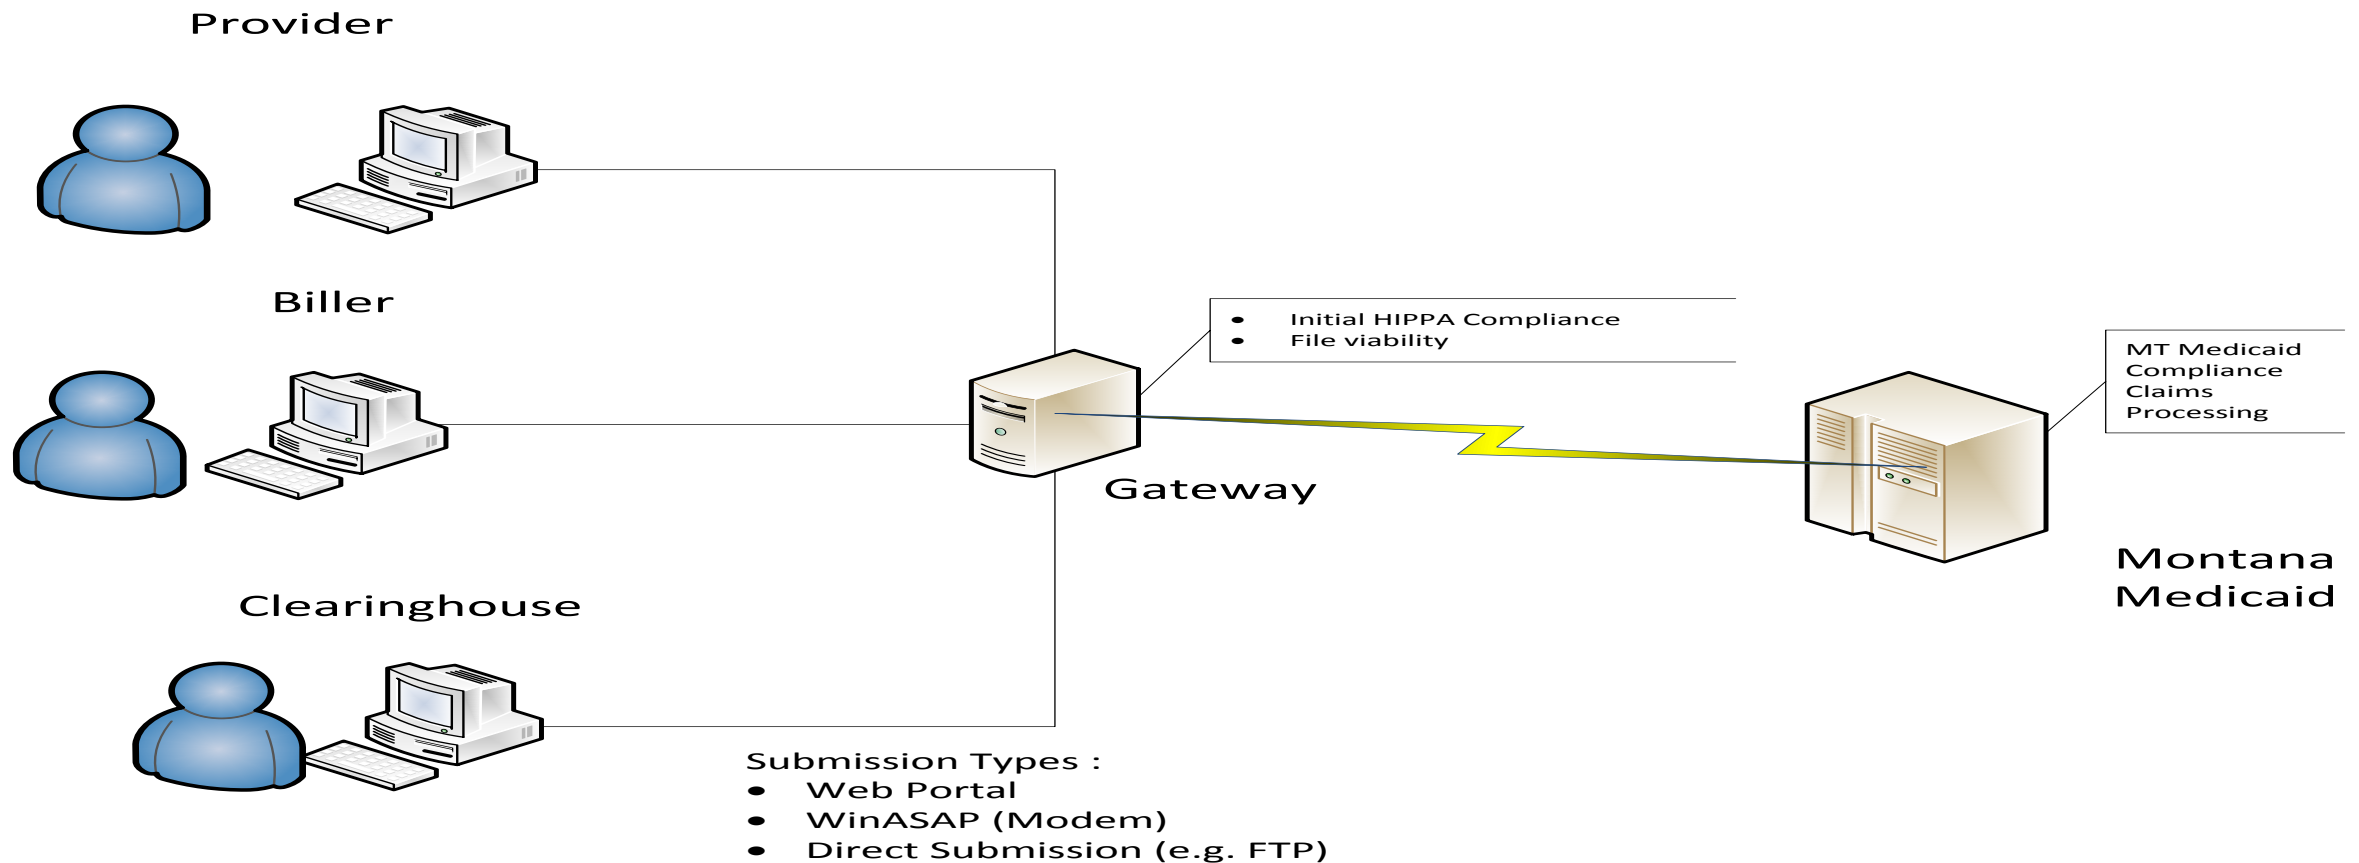 Provider
Biller
• Initial HIPPA Compliance
• File viability
MT Medicaid
Compliance
Claims
Processing
Gateway
Montana
Medicaid
Clearinghouse
Submission Types :
• Web Portal
• WinASAP (Modem)
• Direct Submission (e.g. FTP)